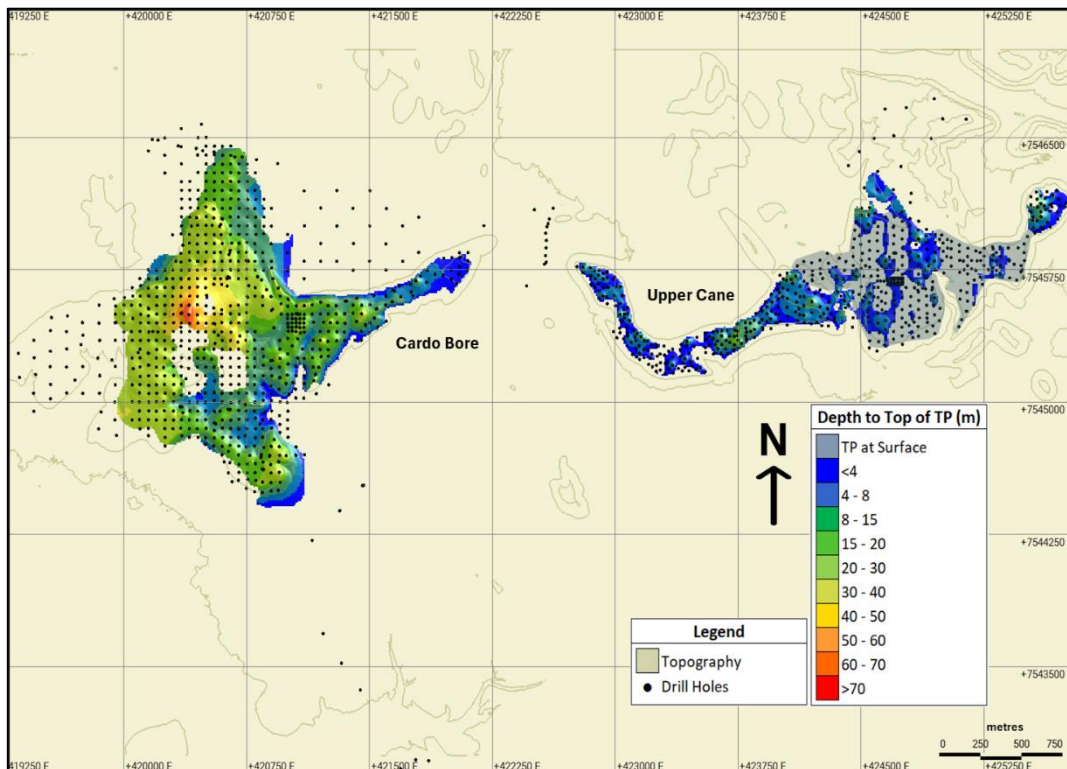 419250 E
+420000 E
+420750 E
+421500 E
+422250 E
+423000 E
+423750 E
+424500 E
+425250 E
+7546500
+7545750
Upper Cane
Cardo Bore
+7545000
Depth to Top of TP (m)
TP at Surface
<4
4 - 8
8 - 15
15 - 20
20 - 30
30 - 40
40 - 50
50 - 60
60 - 70
>70
N
+7544250
Legend
Topography
Drill Holes
+7543500
metres
0 250 500 750
419250 E
+420000 E
+420750 E
+421500 E
+422250 E
+423000 E
+423750 E
+424500 E
+425250 E